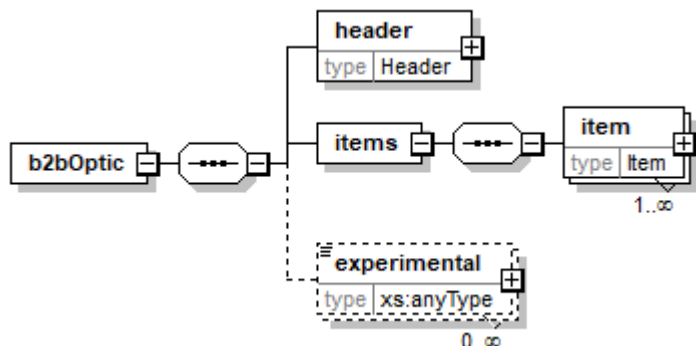 header
type Header
b2bOptic
items
item
type Item
1..∞
experimental
type xs:anyType
0..∞